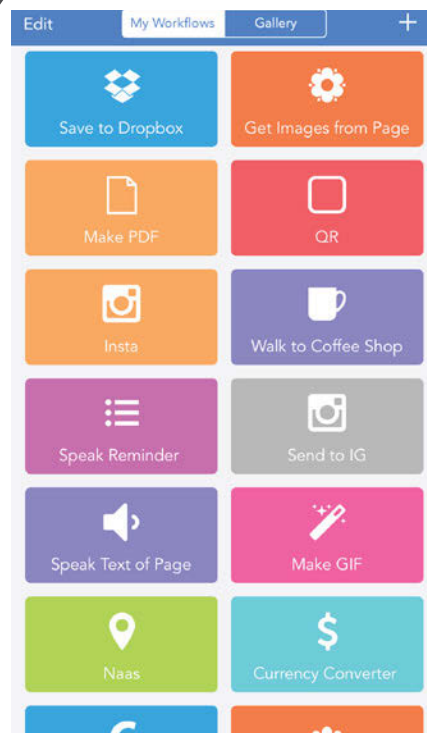 Edit My Workflows Gallery +
Save to Dropbox Get Images from Page
Make PDF QR
Insta Walk to Coffee Shop
Speak Reminder Send to IG
Speak Text of Page Make GIF
$
Naas Currency Converter